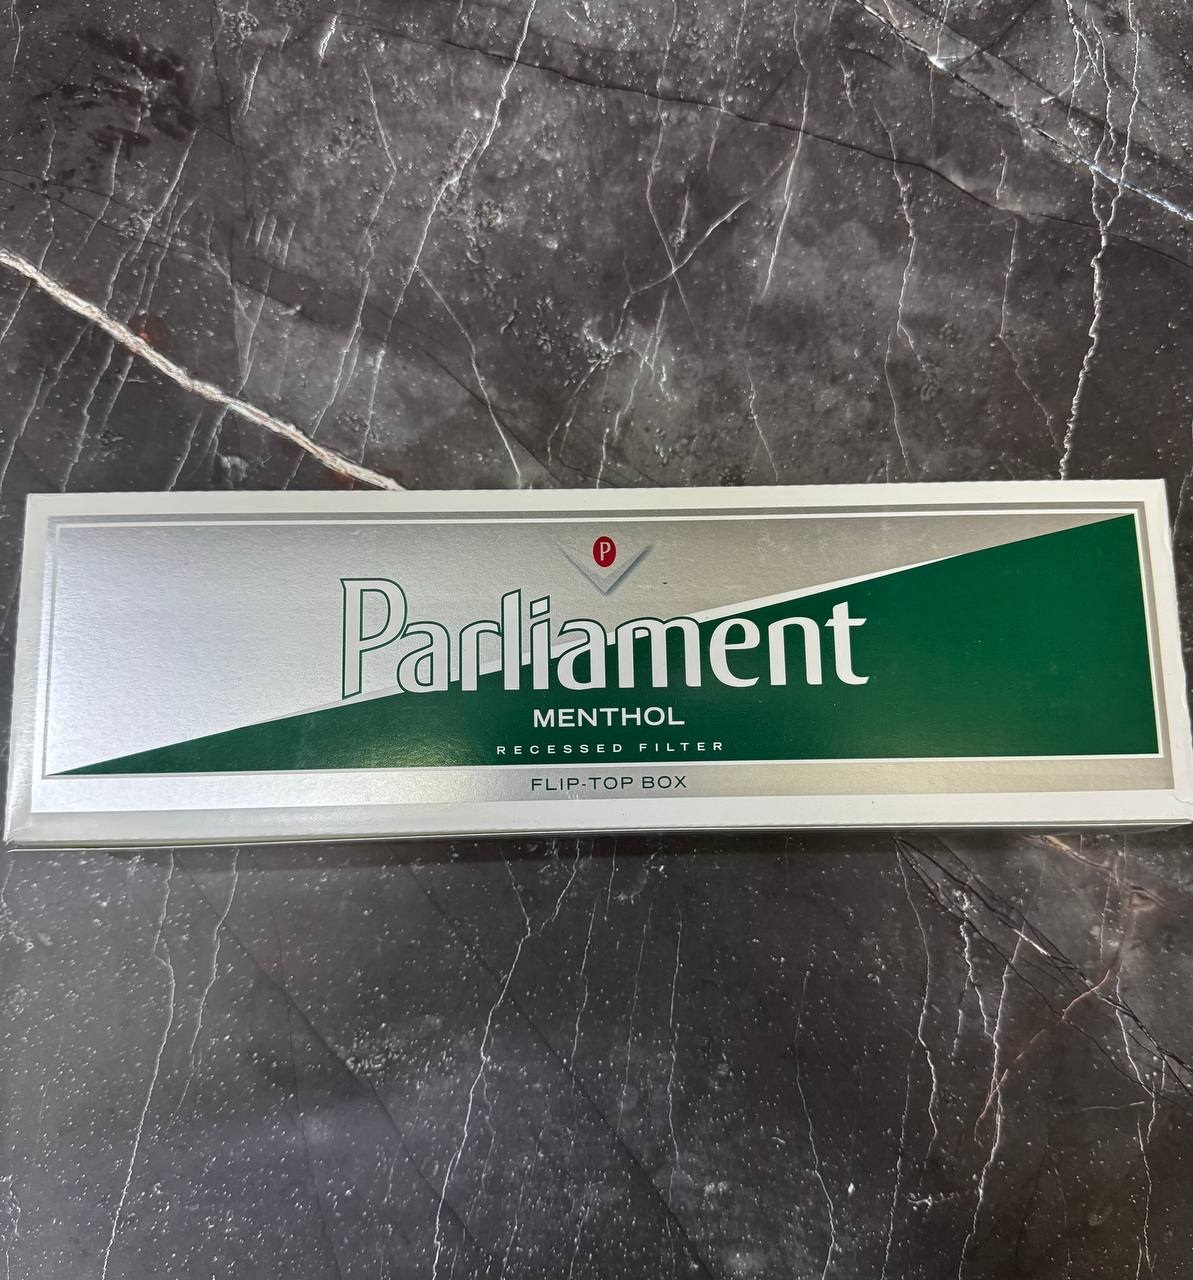 P
Parliament
MENTHOL
RECESSED FILTER
FLIP-TOP BOX